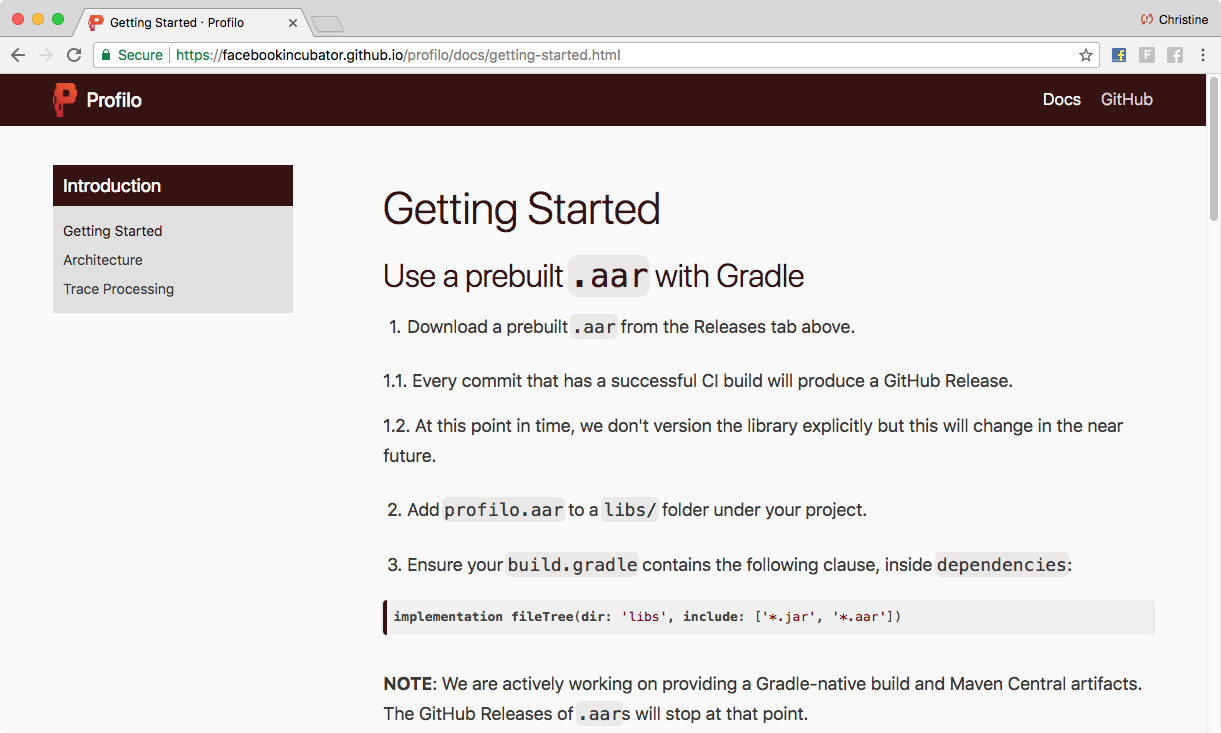 Getting Started · Profilo
Christine
Secure https://facebookincubator.github.io/profilo/docs/getting-started.html
Profilo
Docs GitHub
Introduction
Getting Started
Architecture
Trace Processing
Getting Started
Use a prebuilt .aar with Gradle
1. Download a prebuilt .aar from the Releases tab above.
1.1. Every commit that has a successful CI build will produce a GitHub Release.
1.2. At this point in time, we don't version the library explicitly but this will change in the near
future.
2. Add profilo.aar to a libs/ folder under your project.
3. Ensure your build.gradle contains the following clause, inside dependencies:
implementation fileTree(dir: 'libs', include: ['*.jar', '*.aar'])
NOTE: We are actively working on providing a Gradle-native build and Maven Central artifacts.
The GitHub Releases of .aars will stop at that point.